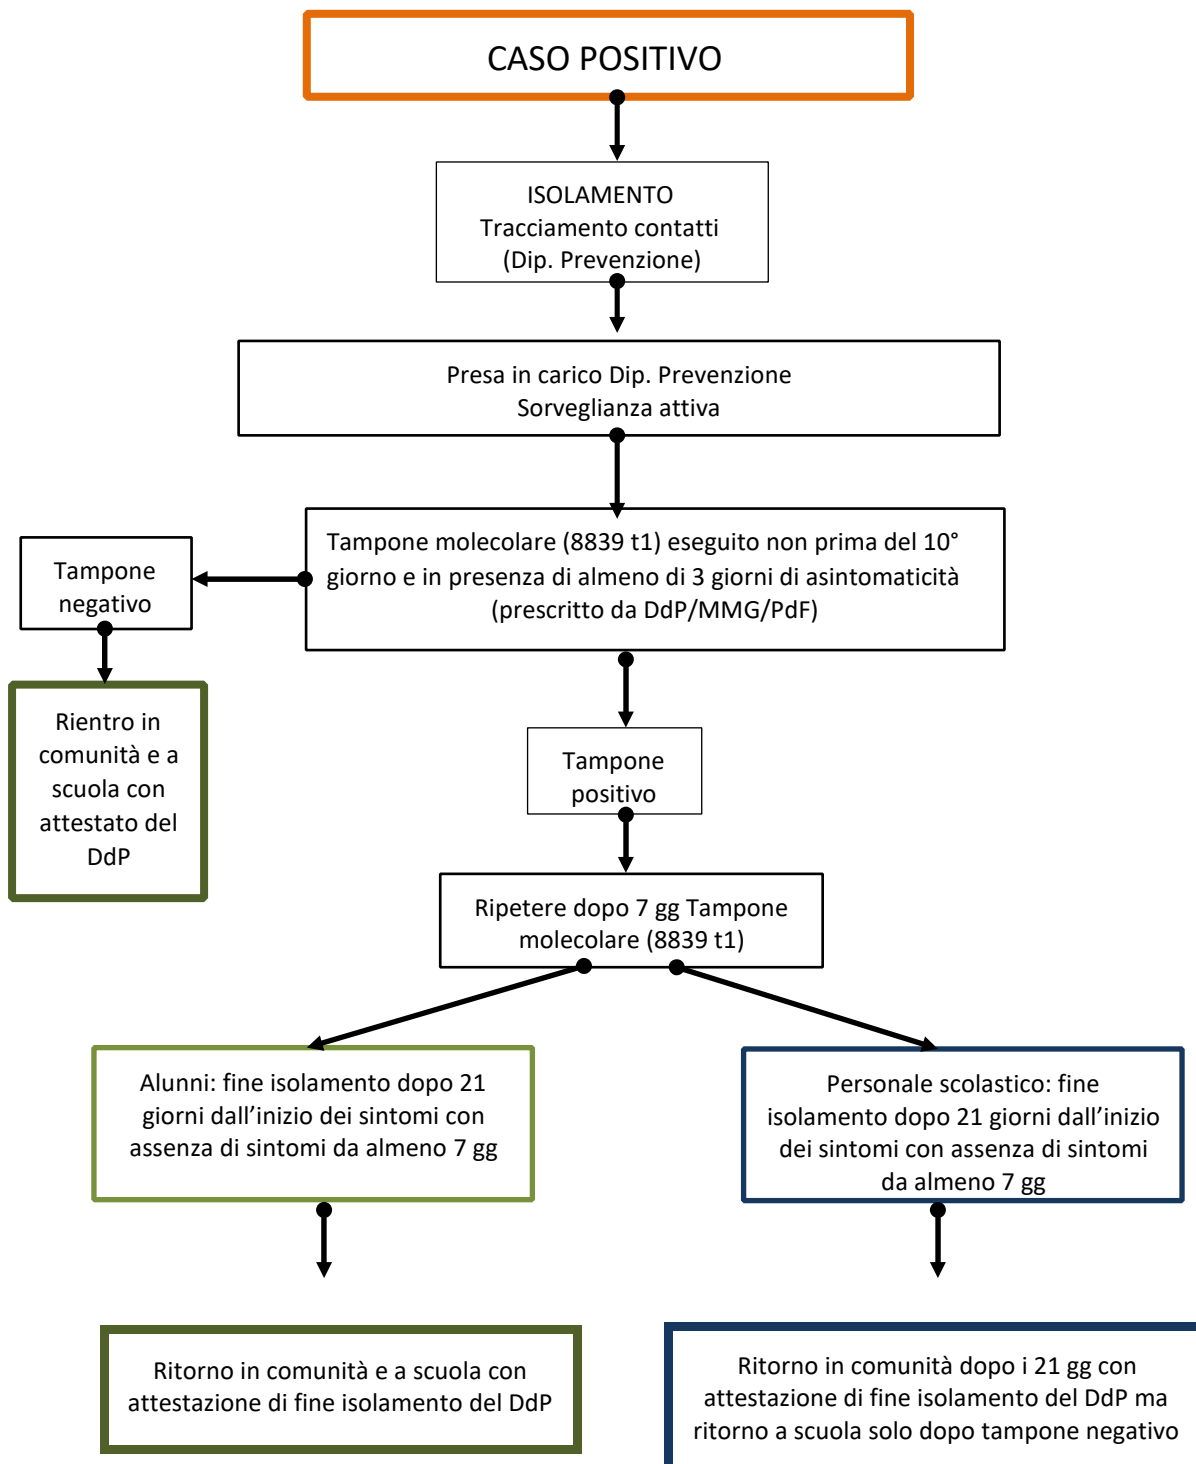 CASO POSITIVO
ISOLAMENTO
Tracciamento contatti
(Dip. Prevenzione)
Presa in carico Dip. Prevenzione
Sorveglianza attiva
Tampone molecolare (8839 t1) eseguito non prima del 10°
giorno e in presenza di almeno di 3 giorni di asintomaticità
(prescritto da DdP/MMG/PdF)
Tampone
negativo
Rientro in
comunità e a
scuola con
attestato del
DdP
Tampone
positivo
Ripetere dopo 7 gg Tampone
molecolare (8839 t1)
Alunni: fine isolamento dopo 21
giorni dall’inizio dei sintomi con
assenza di sintomi da almeno 7 gg
Personale scolastico: fine
isolamento dopo 21 giorni dall’inizio
dei sintomi con assenza di sintomi
da almeno 7 gg
Ritorno in comunità e a scuola con
attestazione di fine isolamento del DdP
Ritorno in comunità dopo i 21 gg con
attestazione di fine isolamento del DdP ma
ritorno a scuola solo dopo tampone negativo